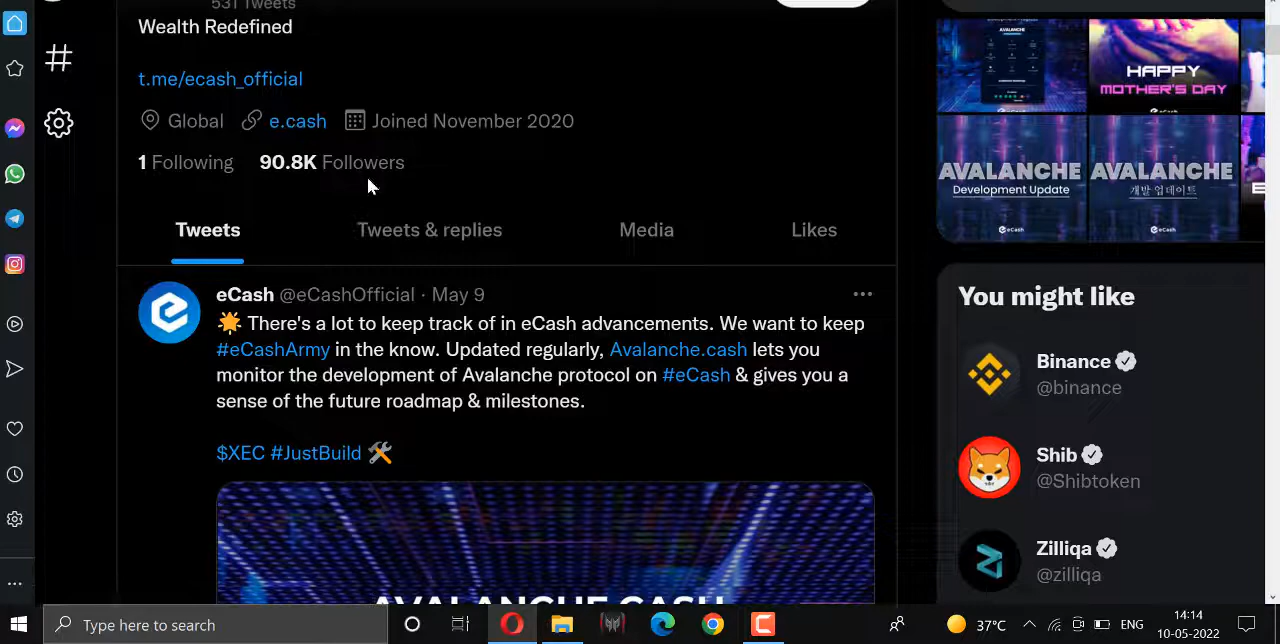 531 Tweets
Wealth Redefined
t.me/ecash_official
Global e.cash Joined November 2020
1 Following 90.8K Followers
Tweets Tweets & replies Media Likes
eCash @eCashOfficial · May 9
🌟 There's a lot to keep track of in eCash advancements. We want to keep
#eCashArmy in the know. Updated regularly, Avalanche.cash lets you
monitor the development of Avalanche protocol on #eCash & gives you a
sense of the future roadmap & milestones.
$XEC #JustBuild 🛠️
AVALANCHE CASH
AVALANCHE
HAPPY
MOTHER'S DAY
eCash
AVALANCHE
Development Update
eCash
AVALANCHE
개발 업데이트
eCash
You might like
Binance
@binance
Shib
@Shibtoken
Zilliqa
@zilliqa
Type here to search
37°C
ENG
14:14
10-05-2022